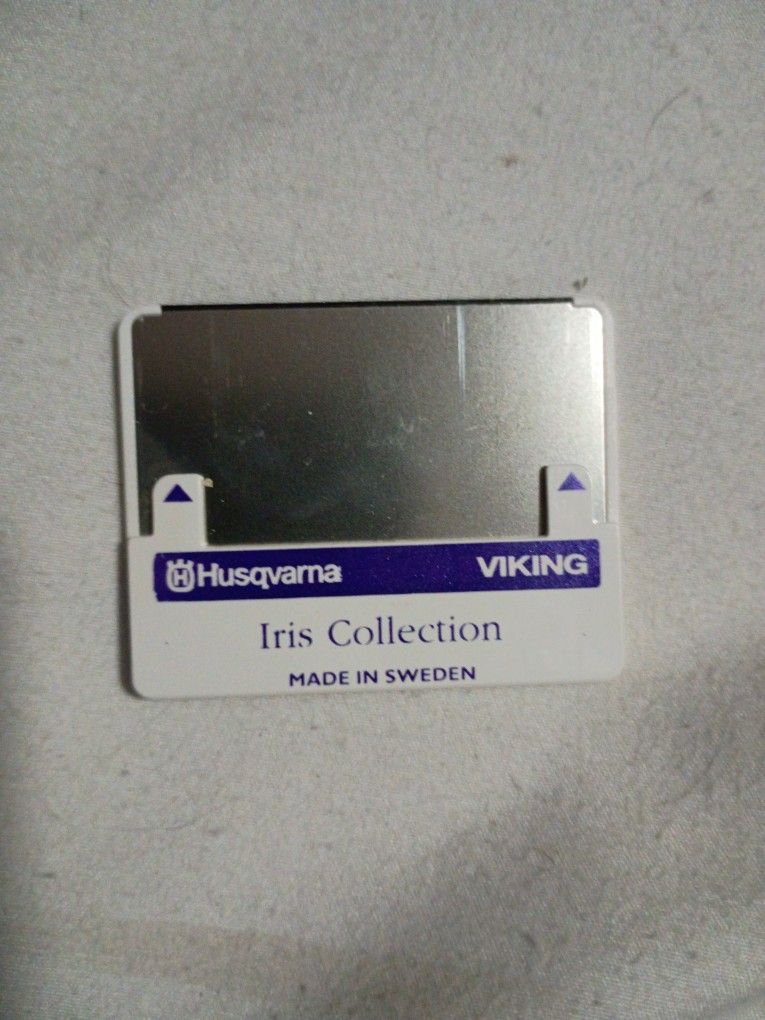 Husqvarna VIKING
Iris Collection
MADE IN SWEDEN